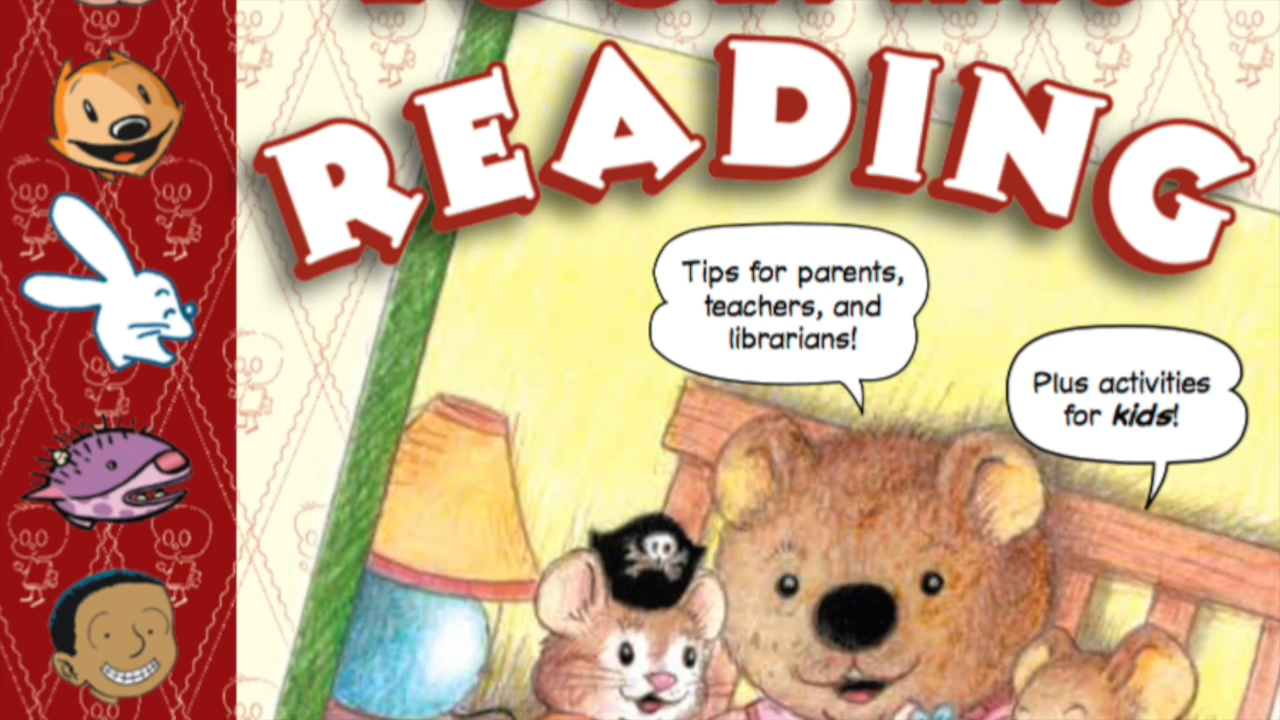 READING
Tips for parents,
teachers, and
librarians!
Plus activities
for kids!